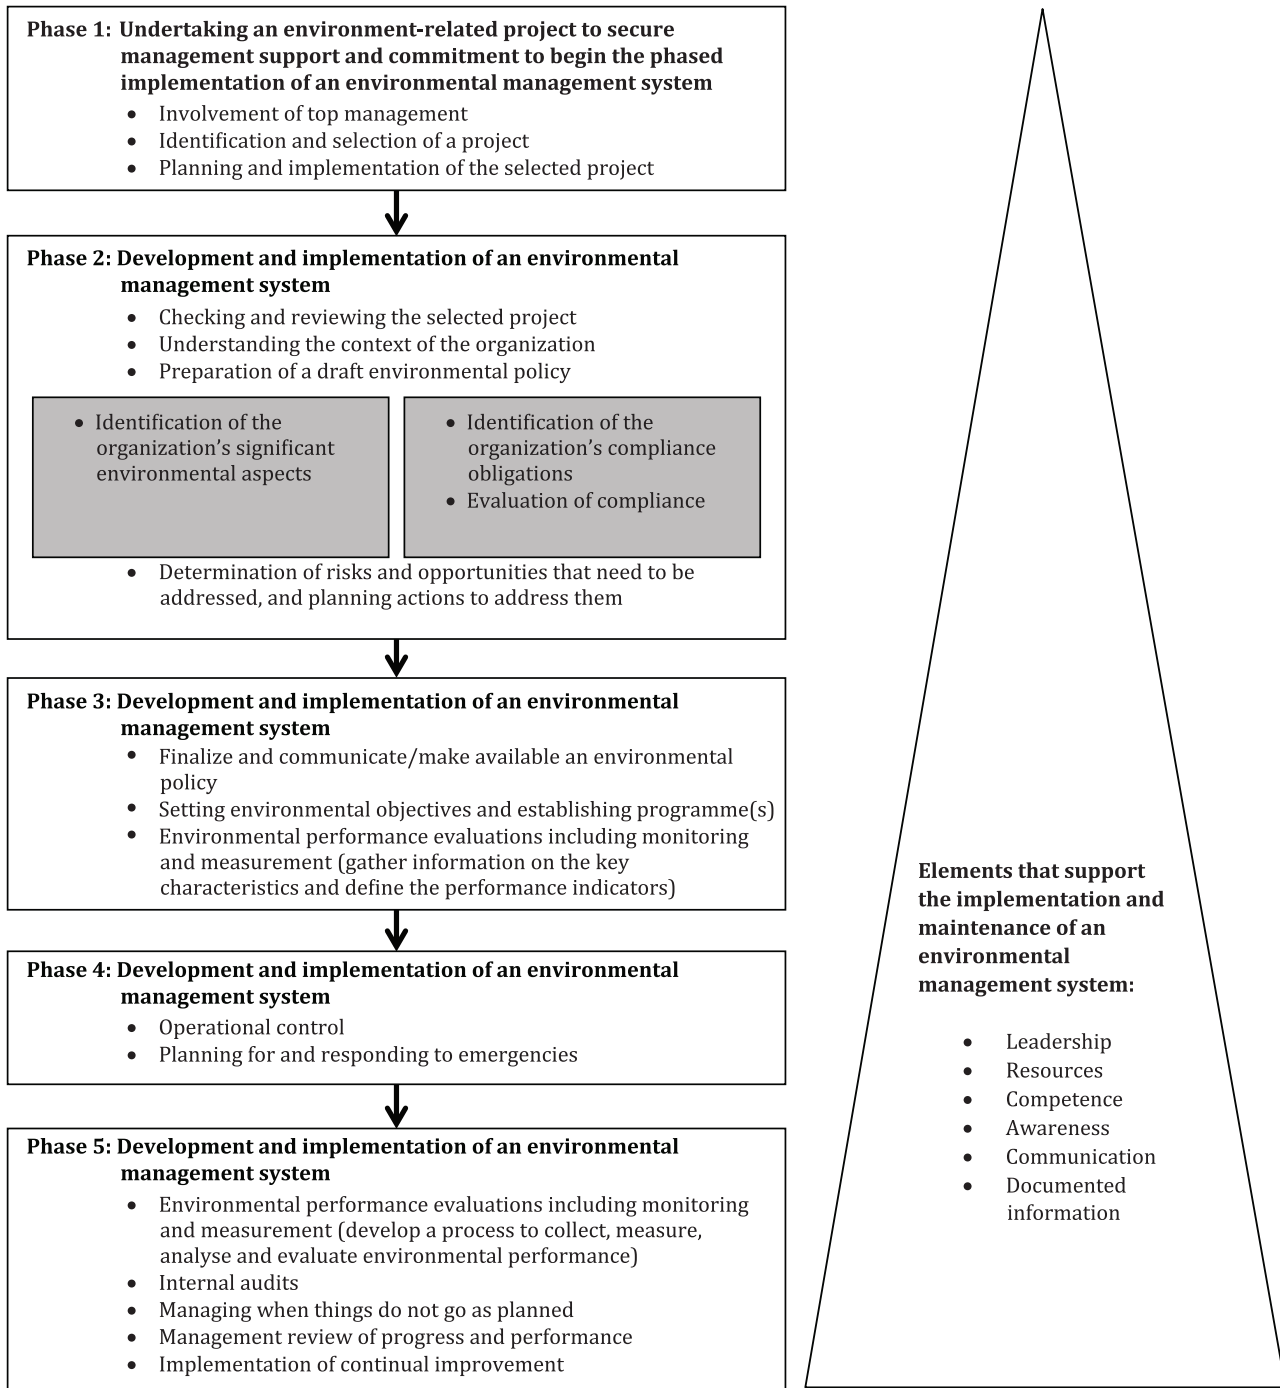 Phase 1: Undertaking an environment-related project to secure
management support and commitment to begin the phased
implementation of an environmental management system
• Involvement of top management
• Identification and selection of a project
• Planning and implementation of the selected project
Phase 2: Development and implementation of an environmental
management system
• Checking and reviewing the selected project
• Understanding the context of the organization
• Preparation of a draft environmental policy
• Identification of the
organization’s significant
environmental aspects
• Identification of the
organization’s compliance
obligations
• Evaluation of compliance
• Determination of risks and opportunities that need to be
addressed, and planning actions to address them
Phase 3: Development and implementation of an environmental
management system
• Finalize and communicate/make available an environmental
policy
• Setting environmental objectives and establishing programme(s)
• Environmental performance evaluations including monitoring
and measurement (gather information on the key
characteristics and define the performance indicators)
Phase 4: Development and implementation of an environmental
management system
• Operational control
• Planning for and responding to emergencies
Phase 5: Development and implementation of an environmental
management system
• Environmental performance evaluations including monitoring
and measurement (develop a process to collect, measure,
analyse and evaluate environmental performance)
• Internal audits
• Managing when things do not go as planned
• Management review of progress and performance
• Implementation of continual improvement
Elements that support
the implementation and
maintenance of an
environmental
management system:
• Leadership
• Resources
• Competence
• Awareness
• Communication
• Documented
information